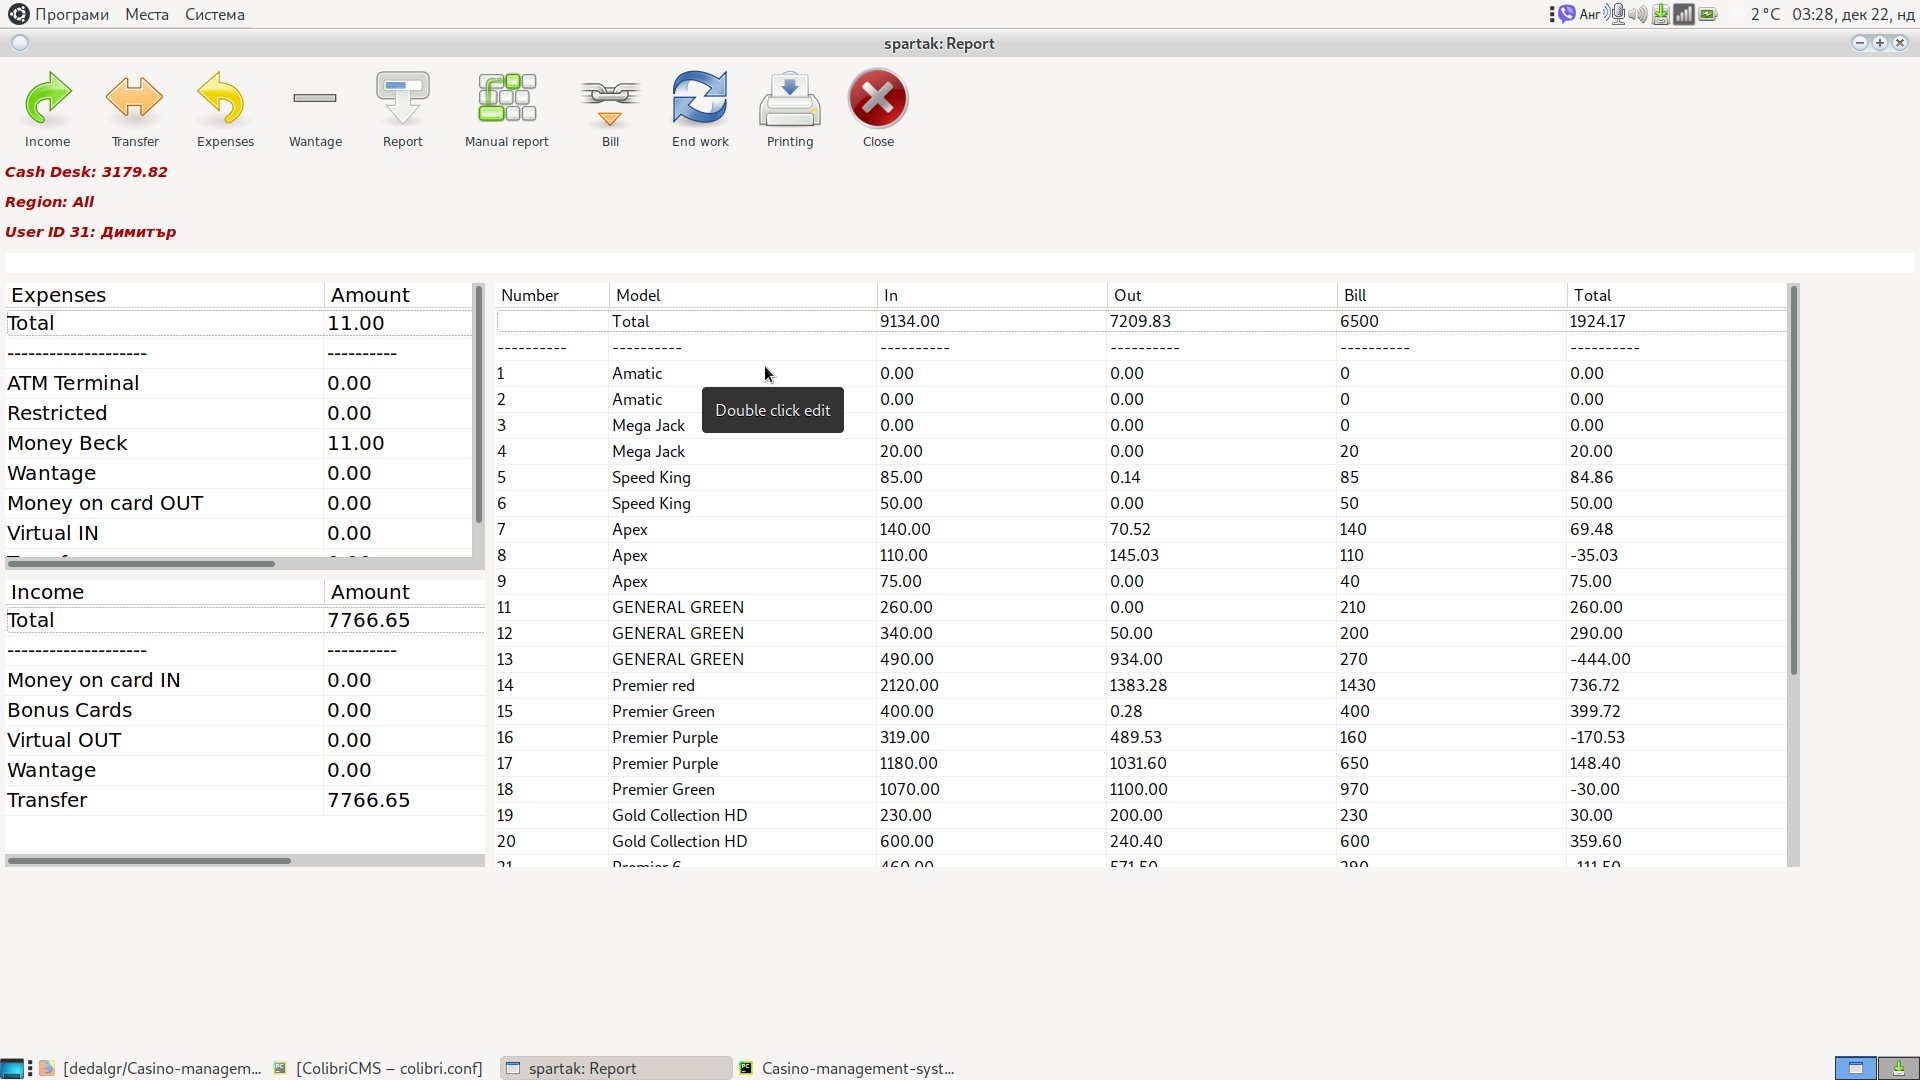 Програми Места Система
Анг 2 °C 03:28, дек 22, нд
spartak: Report
Income Transfer Expenses Wantage Report Manual report Bill End work Printing Close
Cash Desk: 3179.82
Region: All
User ID 31: Димитър
Expenses Amount
Total 11.00
-------------------- ----------
ATM Terminal 0.00
Restricted 0.00
Money Beck 11.00
Wantage 0.00
Money on card OUT 0.00
Virtual IN 0.00
Income Amount
Total 7766.65
-------------------- ----------
Money on card IN 0.00
Bonus Cards 0.00
Virtual OUT 0.00
Wantage 0.00
Transfer 7766.65
Number Model In Out Bill Total
Total 9134.00 7209.83 6500 1924.17
---------- ---------- ---------- ---------- ---------- ----------
1 Amatic 0.00 0.00 0 0.00
2 Amatic 0.00 0.00 0 0.00
Double click edit
3 Mega Jack 0.00 0.00 0 0.00
4 Mega Jack 20.00 0.00 20 20.00
5 Speed King 85.00 0.14 85 84.86
6 Speed King 50.00 0.00 50 50.00
7 Apex 140.00 70.52 140 69.48
8 Apex 110.00 145.03 110 -35.03
9 Apex 75.00 0.00 40 75.00
11 GENERAL GREEN 260.00 0.00 210 260.00
12 GENERAL GREEN 340.00 50.00 200 290.00
13 GENERAL GREEN 490.00 934.00 270 -444.00
14 Premier red 2120.00 1383.28 1430 736.72
15 Premier Green 400.00 0.28 400 399.72
16 Premier Purple 319.00 489.53 160 -170.53
17 Premier Purple 1180.00 1031.60 650 148.40
18 Premier Green 1070.00 1100.00 970 -30.00
19 Gold Collection HD 230.00 200.00 230 30.00
20 Gold Collection HD 600.00 240.40 600 359.60
[dedalgr/Casino-managem... [ColibriCMS – colibri.conf] spartak: Report Casino-management-syst...